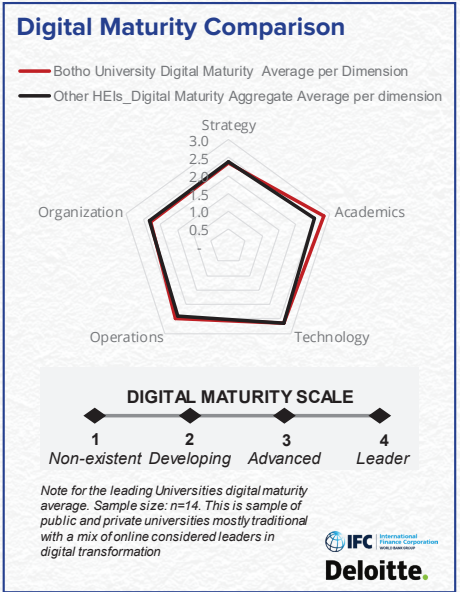 Digital Maturity Comparison
Botho University Digital Maturity Average per Dimension
Other HEIs_Digital Maturity Aggregate Average per dimension
Strategy
3.0
2.5
2.0
1.5
1.0
0.5
-
Organization
Academics
Operations
Technology
DIGITAL MATURITY SCALE
1 2 3 4
Non-existent Developing Advanced Leader
Note for the leading Universities digital maturity
average. Sample size: n=14. This is sample of
public and private universities mostly traditional
with a mix of online considered leaders in
digital transformation
IFC International
Finance Corporation
WORLD BANK GROUP
Deloitte.